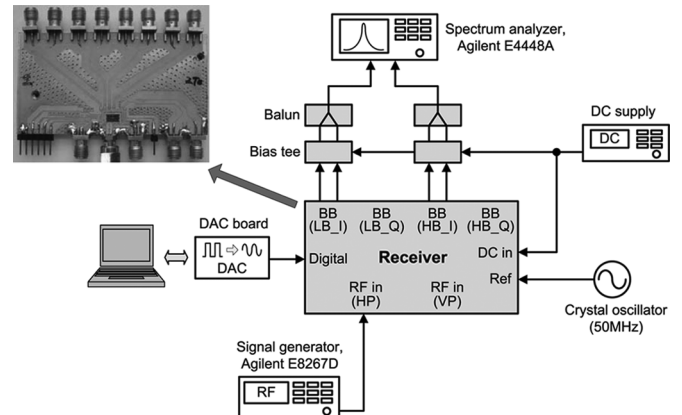 Spectrum analyzer,
Agilent E4448A
Balun
DC supply
DC
Bias tee
BB
(LB_I)
BB
(LB_Q)
BB
(HB_I)
BB
(HB_Q)
DAC board
DAC
Digital
Receiver
DC in
Ref
RF in
(HP)
RF in
(VP)
Crystal oscillator
(50MHz)
Signal generator,
Agilent E8267D
RF